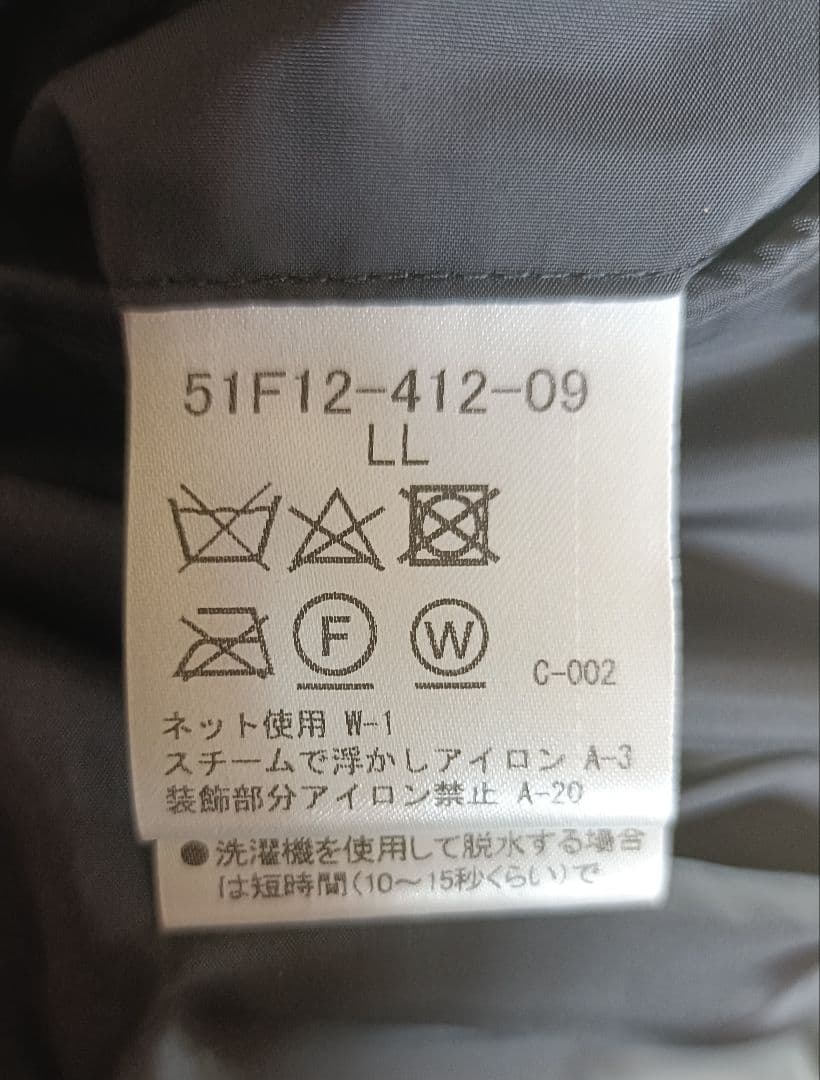 51F12-412-09
LL
F W
C-002
ネット使用 W-1
スチームで浮かしアイロン A-3
装飾部分アイロン禁止 A-20
●洗濯機を使用して脱水する場合
は短時間(10～15秒くらい)で